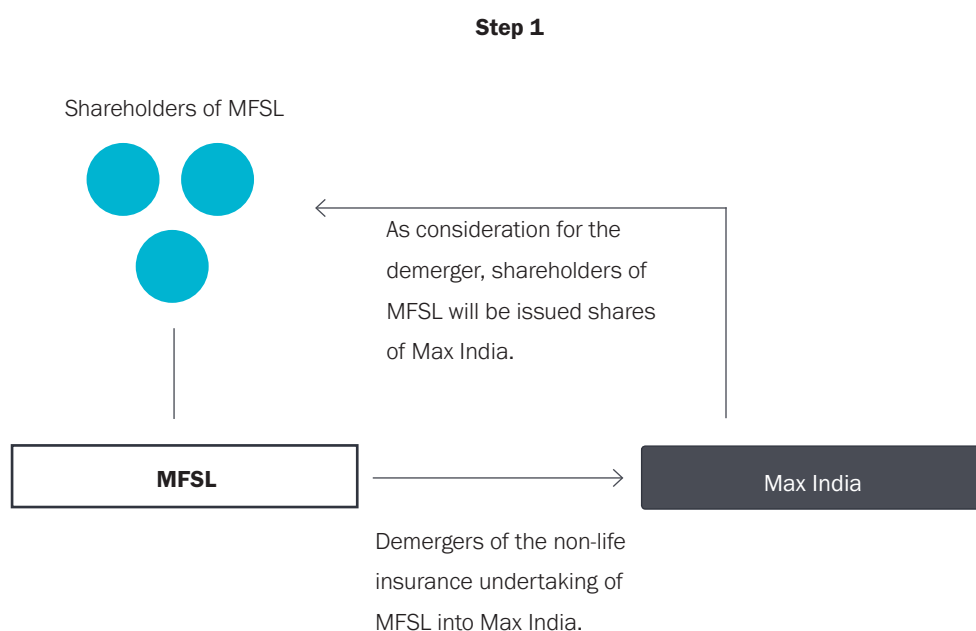 Step 1
Shareholders of MFSL
As consideration for the
demerger, shareholders of
MFSL will be issued shares
of Max India.
MFSL
Max India
Demergers of the non-life
insurance undertaking of
MFSL into Max India.